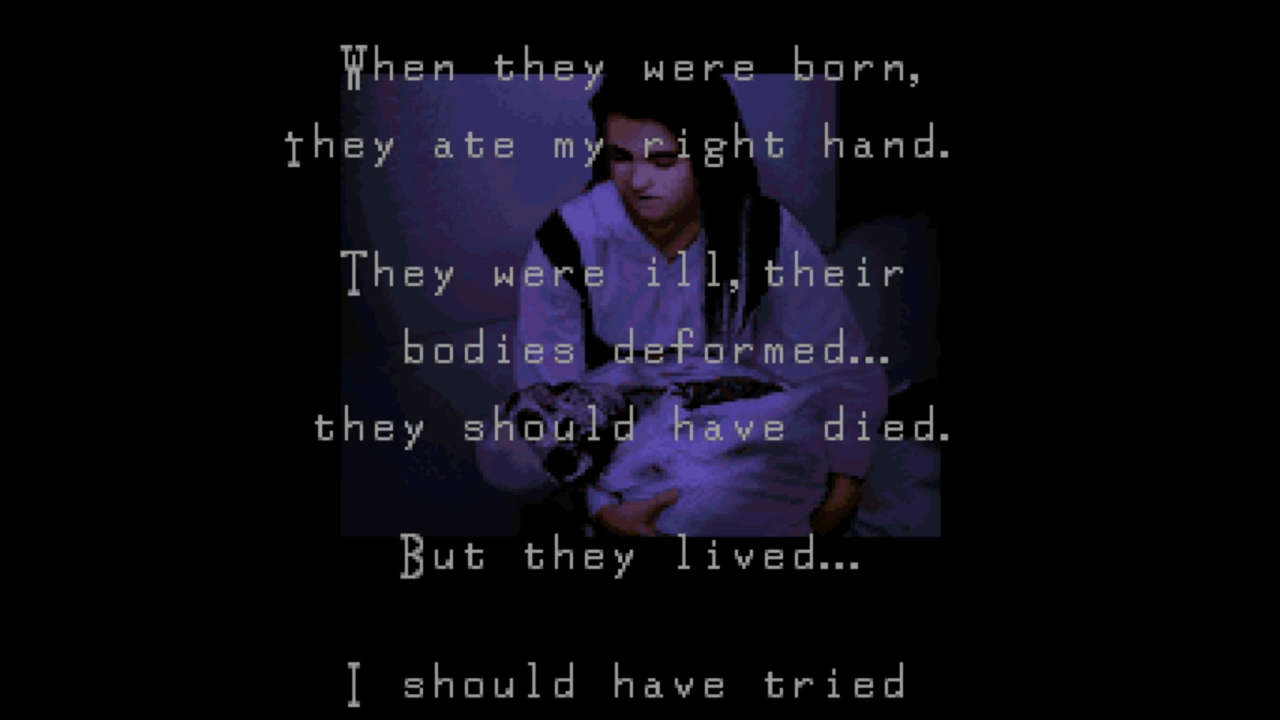 When they were born,
they ate my right hand.
They were ill, their
bodies deformed...
they should have died.
But they lived...
I should have tried